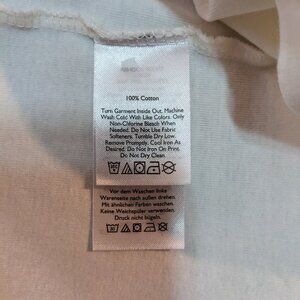 100% Cotton
Turn Garment Inside Out. Machine
Wash Cold With Like Colors. Only
Non-Chlorine Bleach When
Needed. Do Not Use Fabric
Softeners. Tumble Dry Low.
Remove Promptly. Cool Iron As
Desired. Do Not Iron On Print.
Do Not Dry Clean.
Vor dem Waschen linke
Warenseite nach außen drehen.
Mit ähnlichen Farben waschen
Keine Weichspüler verwenden.
Druck nicht bügeln.